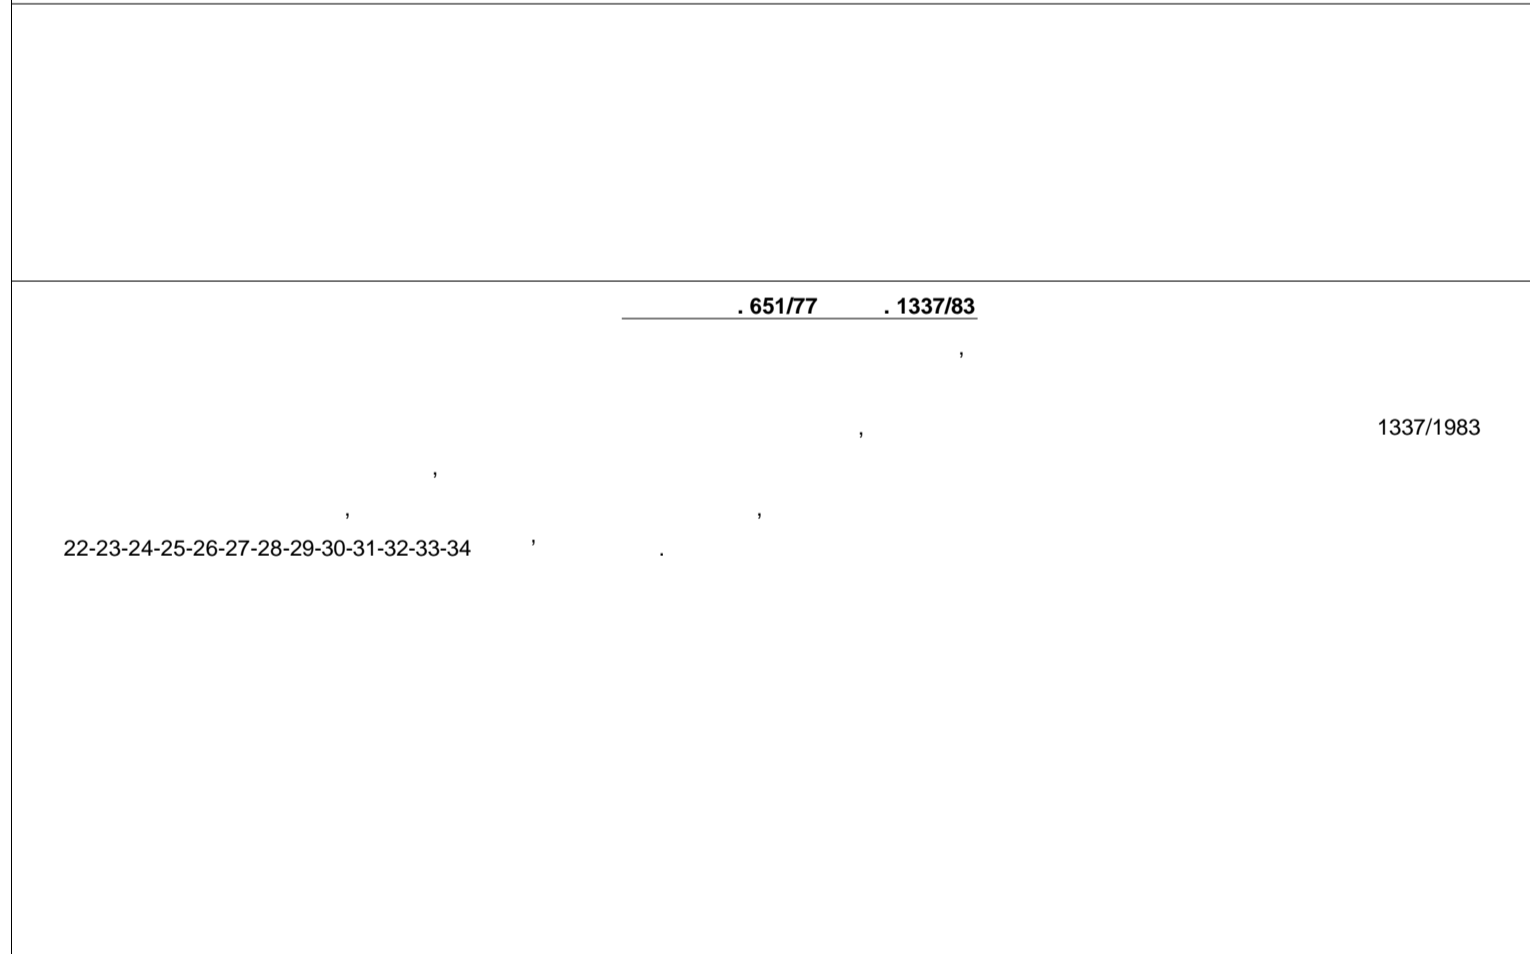 . 651/77 . 1337/83
,
, 1337/1983
,
, ,
22-23-24-25-26-27-28-29-30-31-32-33-34 ' .